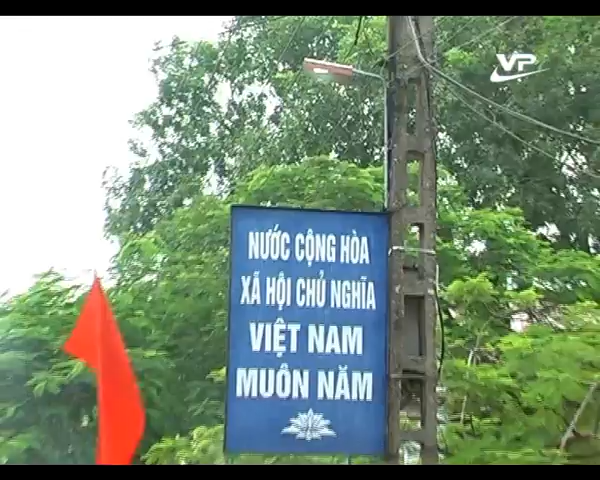 VP
NƯỚC CỘNG HÒA
XÃ HỘI CHỦ NGHĨA
VIỆT NAM
MUÔN NĂM